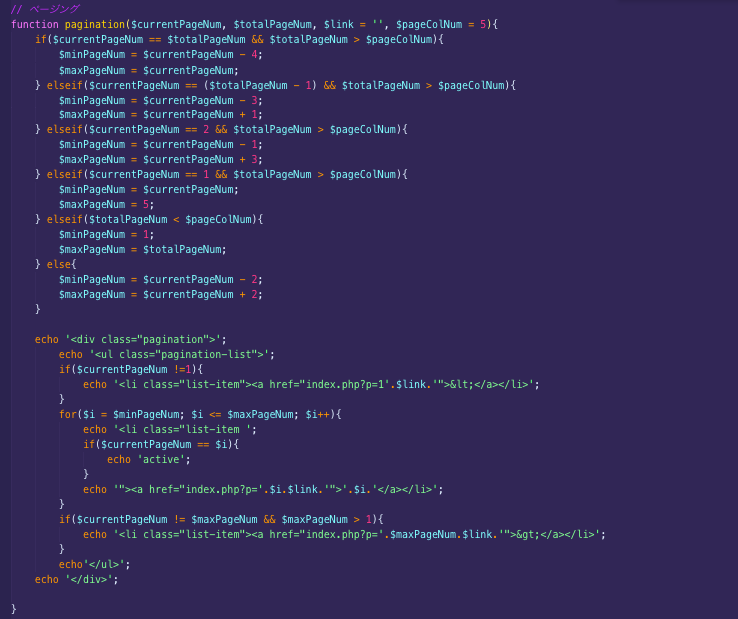 // ページング
function pagination($currentPageNum, $totalPageNum, $link = '', $pageColNum = 5){
if($currentPageNum == $totalPageNum && $totalPageNum > $pageColNum){
$minPageNum = $currentPageNum - 4;
$maxPageNum = $currentPageNum;
} elseif($currentPageNum == ($totalPageNum - 1) && $totalPageNum > $pageColNum){
$minPageNum = $currentPageNum - 3;
$maxPageNum = $currentPageNum + 1;
} elseif($currentPageNum == 2 && $totalPageNum > $pageColNum){
$minPageNum = $currentPageNum - 1;
$maxPageNum = $currentPageNum + 3;
} elseif($currentPageNum == 1 && $totalPageNum > $pageColNum){
$minPageNum = $currentPageNum;
$maxPageNum = 5;
} elseif($totalPageNum < $pageColNum){
$minPageNum = 1;
$maxPageNum = $totalPageNum;
} else{
$minPageNum = $currentPageNum - 2;
$maxPageNum = $currentPageNum + 2;
}
echo '<div class="pagination">';
echo '<ul class="pagination-list">';
if($currentPageNum !=1){
echo '<li class="list-item"><a href="index.php?p=1'.$link.'">&lt;</a></li>';
}
for($i = $minPageNum; $i <= $maxPageNum; $i++){
echo '<li class="list-item ';
if($currentPageNum == $i){
echo 'active';
}
echo '"><a href="index.php?p='.$i.$link.'">'.$i.'</a></li>';
}
if($currentPageNum != $maxPageNum && $maxPageNum > 1){
echo '<li class="list-item"><a href="index.php?p='.$maxPageNum.$link.'">&gt;</a></li>';
}
echo'</ul>';
echo '</div>';
}